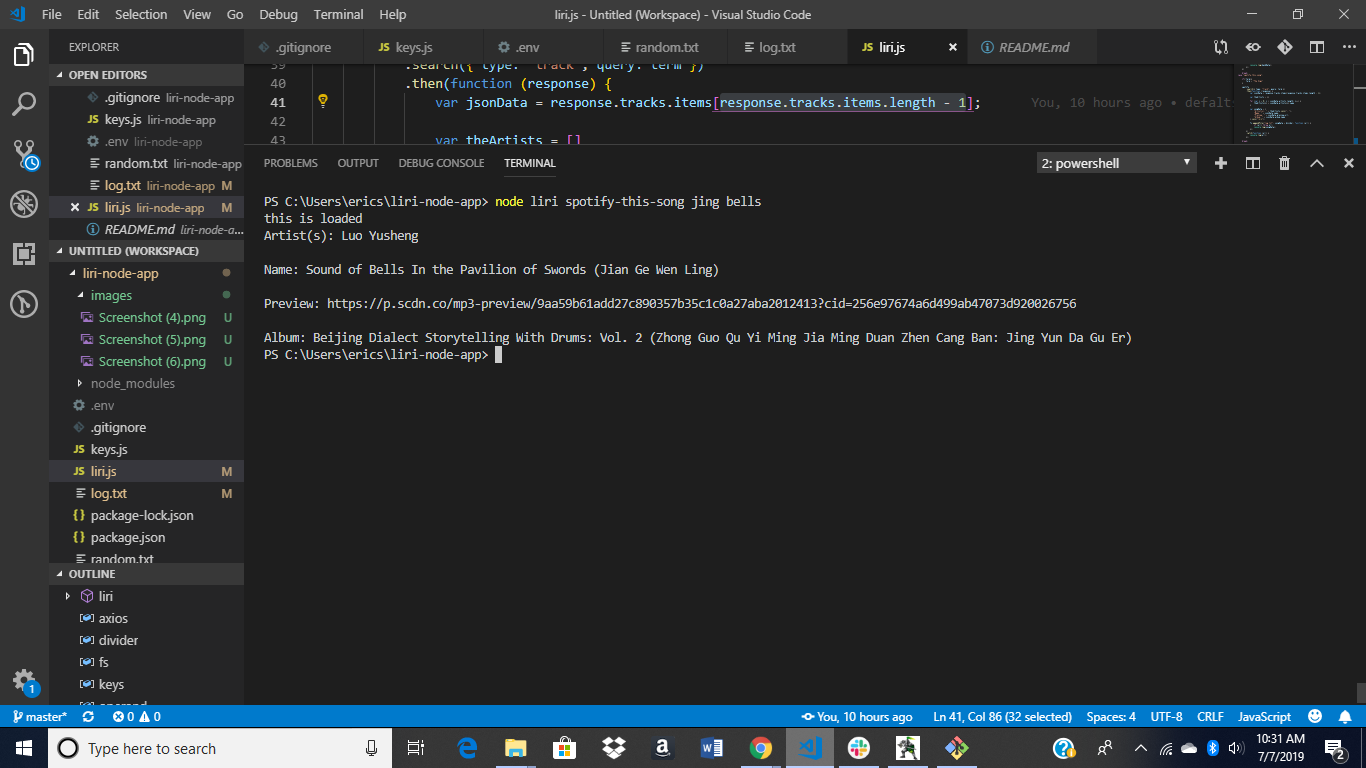 File Edit Selection View Go Debug Terminal Help
liri.js - Untitled (Workspace) - Visual Studio Code
EXPLORER
.gitignore
JS keys.js
.env
random.txt
log.txt
JS liri.js
README.md
OPEN EDITORS
.gitignore liri-node-app
JS keys.js liri-node-app
.env liri-node-app
random.txt liri-node-app
log.txt liri-node-app M
JS liri.js liri-node-app M
README.md liri-node-a...
UNTITLED (WORKSPACE)
liri-node-app
images
Screenshot (4).png U
Screenshot (5).png U
Screenshot (6).png U
node_modules
.env
.gitignore
JS keys.js
JS liri.js M
log.txt M
{} package-lock.json
{} package.json
random.txt
OUTLINE
liri
axios
divider
fs
keys
39 .search({ type: "track", query: term })
40 .then(function (response) {
41 var jsonData = response.tracks.items[response.tracks.items.length - 1]; You, 10 hours ago • defalts
42
43 var theArtists = []
PROBLEMS OUTPUT DEBUG CONSOLE TERMINAL
2: powershell
PS C:\Users\erics\liri-node-app> node liri spotify-this-song jing bells
this is loaded
Artist(s): Luo Yusheng
Name: Sound of Bells In the Pavilion of Swords (Jian Ge Wen Ling)
Preview: https://p.scdn.co/mp3-preview/9aa59b61add27c890357b35c1c0a27aba2012413?cid=256e97674a6d499ab47073d920026756
Album: Beijing Dialect Storytelling With Drums: Vol. 2 (Zhong Guo Qu Yi Ming Jia Ming Duan Zhen Cang Ban: Jing Yun Da Gu Er)
PS C:\Users\erics\liri-node-app>
1
master* 0 0
You, 10 hours ago
Ln 41, Col 86 (32 selected)
Spaces: 4
UTF-8
CRLF
JavaScript
Type here to search
10:31 AM
7/7/2019
2